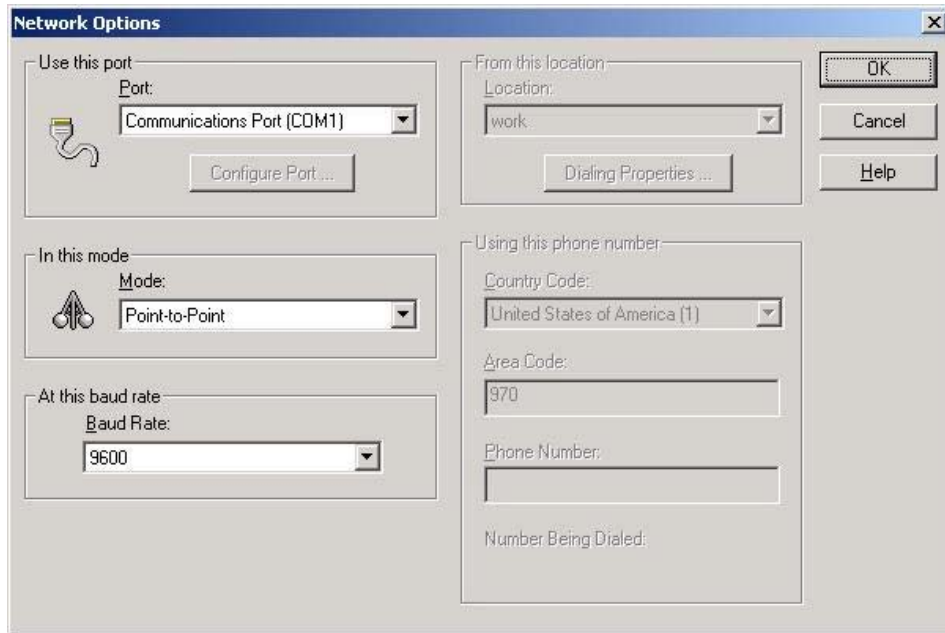 Network Options
Use this port
Port:
Communications Port (COM1)
Configure Port ...
In this mode
Mode:
Point-to-Point
At this baud rate
Baud Rate:
9600
From this location
Location:
work
Dialing Properties ...
Using this phone number
Country Code:
United States of America (1)
Area Code:
970
Phone Number:
Number Being Dialed:
OK
Cancel
Help